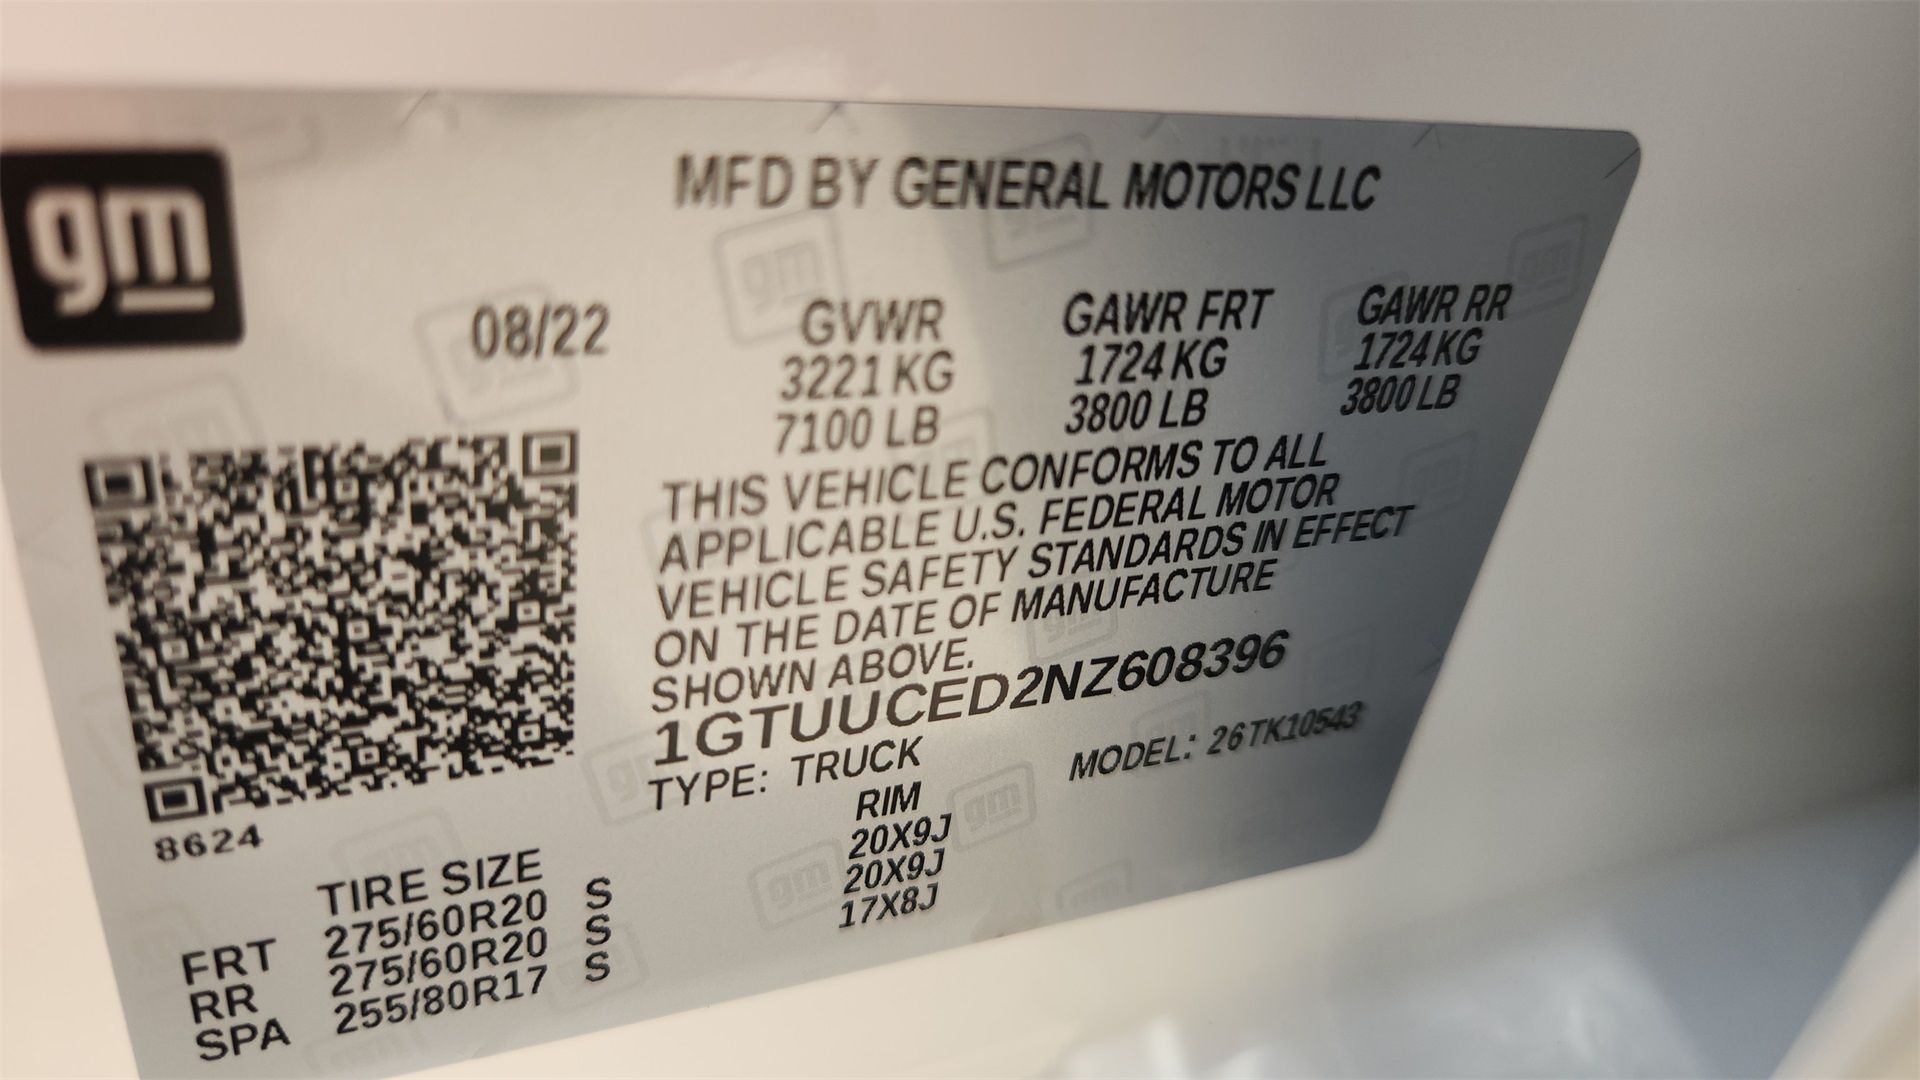 gm
MFD BY GENERAL MOTORS LLC
08/22
GVWR GAWR FRT GAWR RR
3221 KG 1724 KG 1724 KG
7100 LB 3800 LB 3800 LB
THIS VEHICLE CONFORMS TO ALL
APPLICABLE U.S. FEDERAL MOTOR
VEHICLE SAFETY STANDARDS IN EFFECT
ON THE DATE OF MANUFACTURE
SHOWN ABOVE.
1GTUUCED2NZ608396
TYPE: TRUCK MODEL: 26TK10543
8624
TIRE SIZE RIM
FRT 275/60R20 S 20X9J
RR 275/60R20 S 20X9J
SPA 255/80R17 S 17X8J